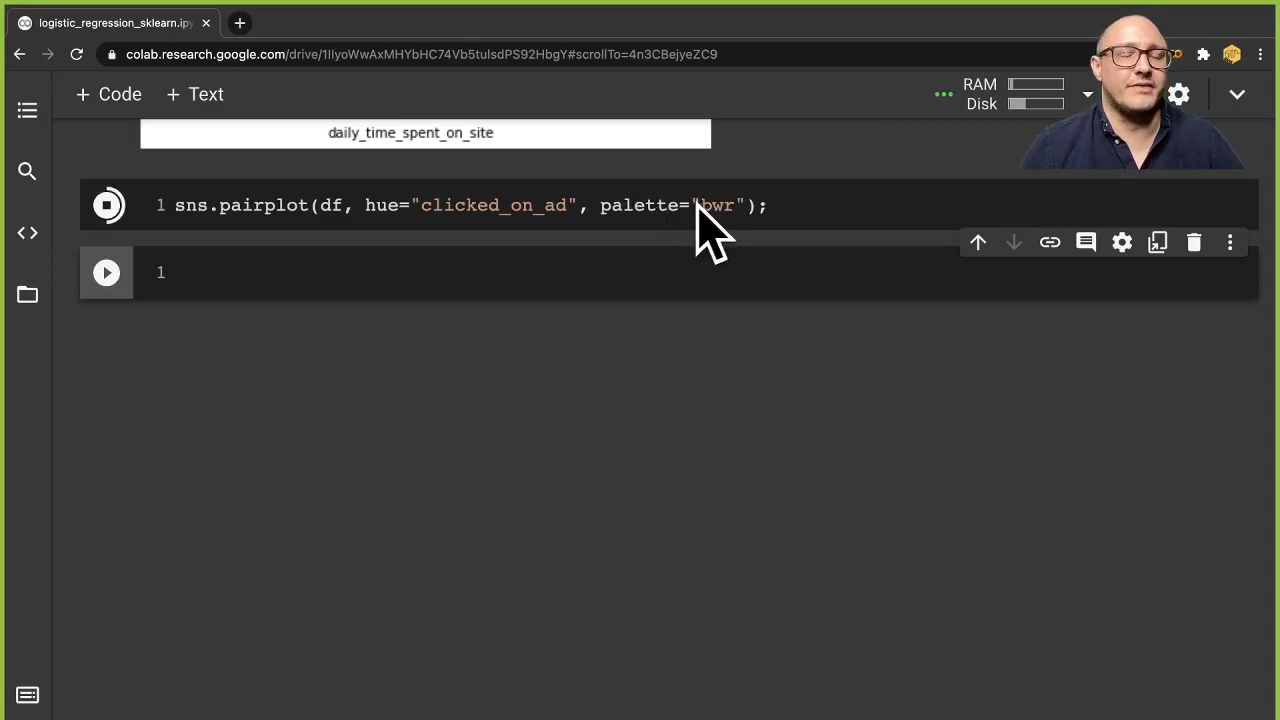 logistic_regression_sklearn.ipy
colab.research.google.com/drive/1IlyoWwAxMHYbHC74Vb5tulsdPS92HbgY#scrollTo=4n3CBejyeZC9
+ Code + Text
RAM
Disk
daily_time_spent_on_site
1 sns.pairplot(df, hue="clicked_on_ad", palette="bwr");
1